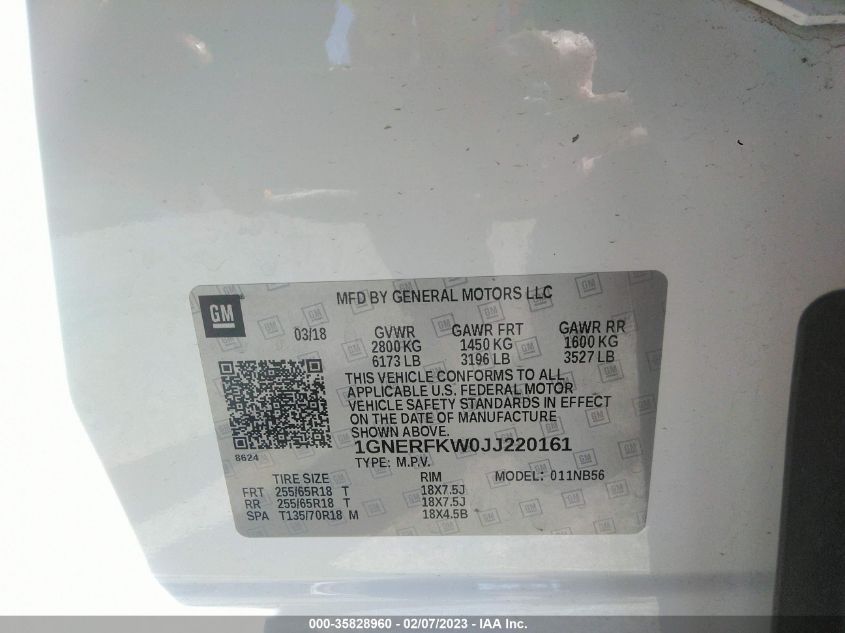 GM
MFD BY GENERAL MOTORS LLC
03/18
GVWR GAWR FRT GAWR RR
2800 KG 1450 KG 1600 KG
6173 LB 3196 LB 3527 LB
THIS VEHICLE CONFORMS TO ALL
APPLICABLE U.S. FEDERAL MOTOR
VEHICLE SAFETY STANDARDS IN EFFECT
ON THE DATE OF MANUFACTURE
SHOWN ABOVE.
8624
1GNERFKW0JJ220161
TYPE: M.P.V.
TIRE SIZE RIM MODEL: 011NB56
FRT 255/65R18 T 18X7.5J
RR 255/65R18 T 18X7.5J
SPA T135/70R18 M 18X4.5B
000-35828960 - 02/07/2023 - IAA Inc.